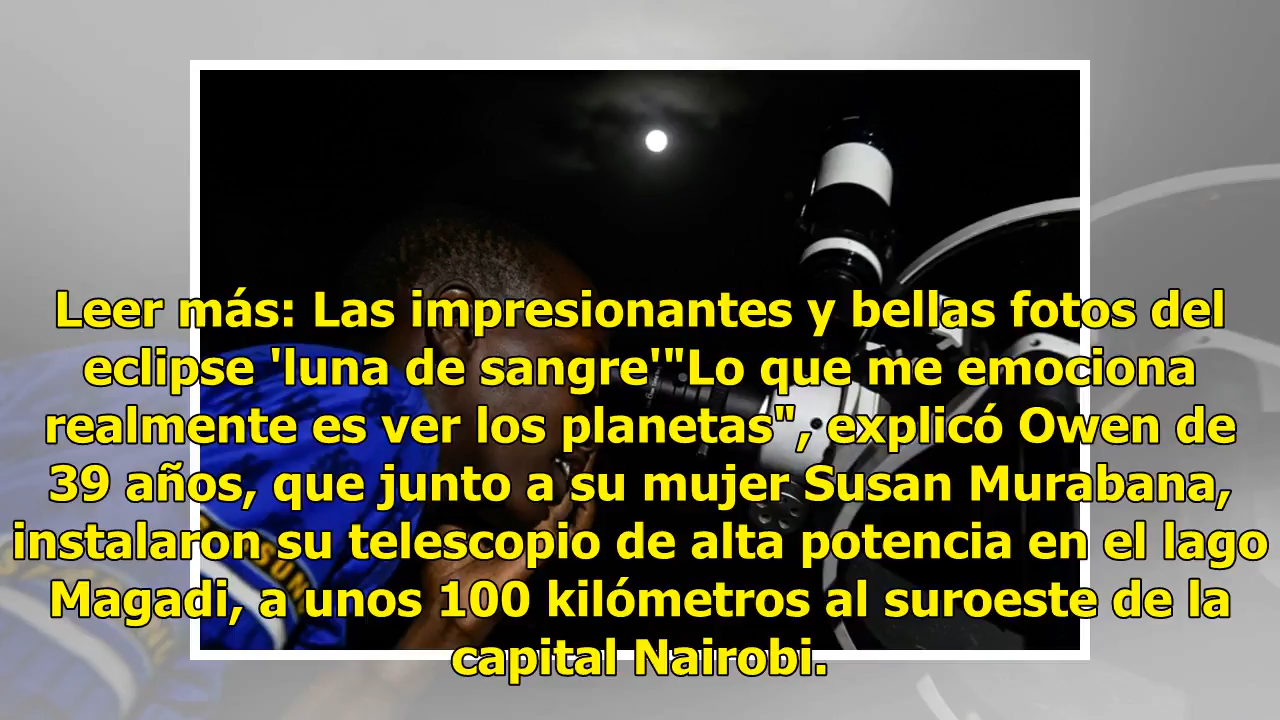 Leer más: Las impresionantes y bellas fotos del
eclipse 'luna de sangre'"Lo que me emociona
realmente es ver los planetas", explicó Owen de
39 años, que junto a su mujer Susan Murabana,
instalaron su telescopio de alta potencia en el lago
Magadi, a unos 100 kilómetros al suroeste de la
capital Nairobi.